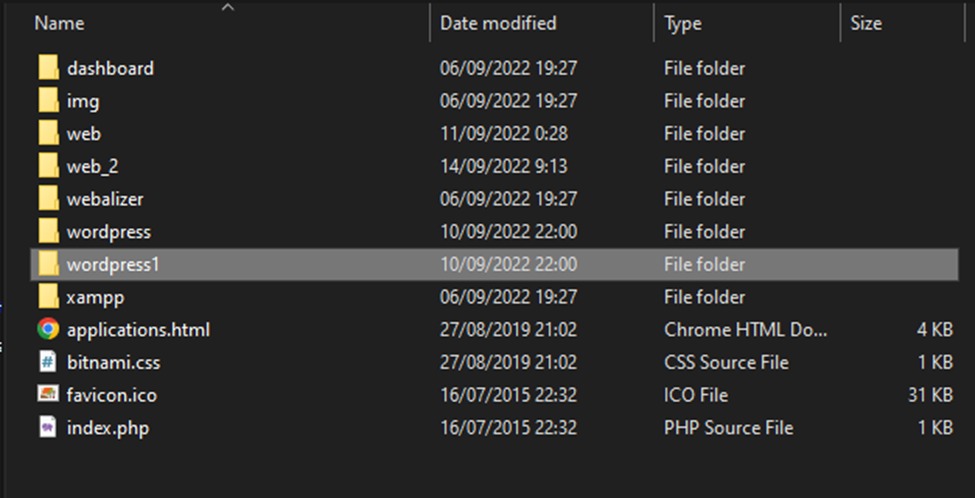 Name Date modified Type Size
dashboard 06/09/2022 19:27 File folder
img 06/09/2022 19:27 File folder
web 11/09/2022 0:28 File folder
web_2 14/09/2022 9:13 File folder
webalizer 06/09/2022 19:27 File folder
wordpress 10/09/2022 22:00 File folder
wordpress1 10/09/2022 22:00 File folder
xampp 06/09/2022 19:27 File folder
applications.html 27/08/2019 21:02 Chrome HTML Do... 4 KB
bitnami.css 27/08/2019 21:02 CSS Source File 1 KB
favicon.ico 16/07/2015 22:32 ICO File 31 KB
index.php 16/07/2015 22:32 PHP Source File 1 KB